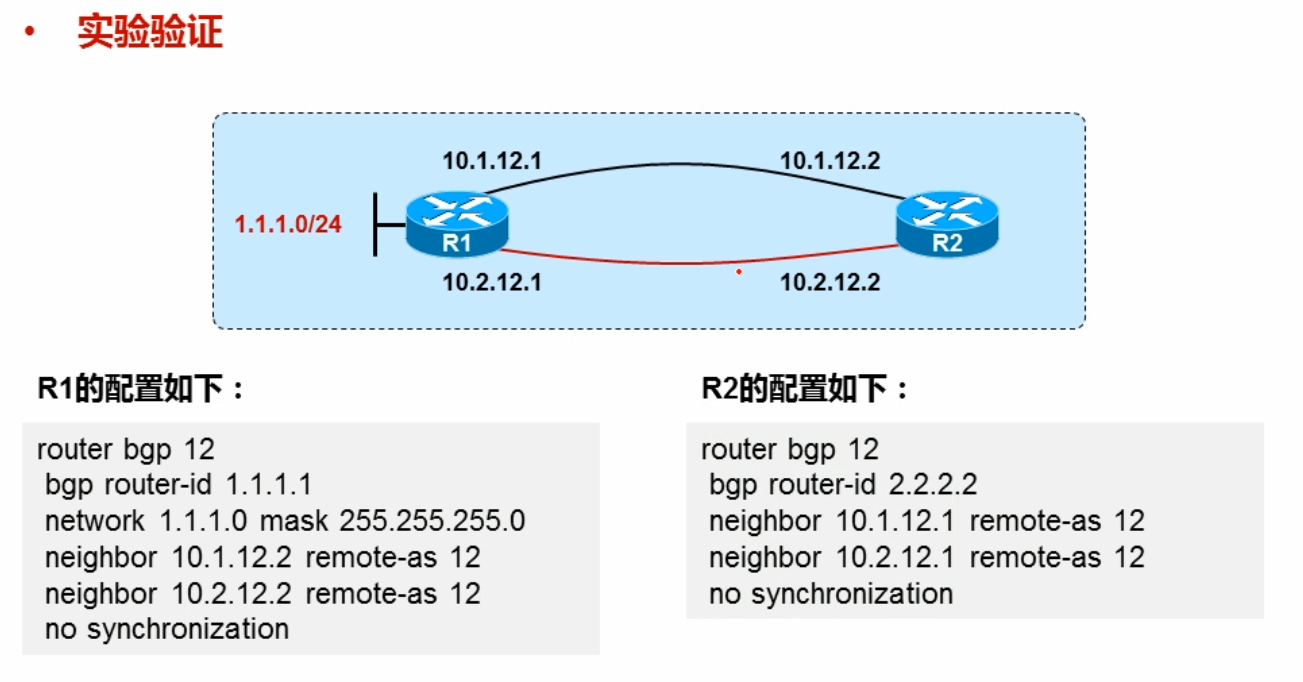 • 实验验证
10.1.12.1
10.1.12.2
1.1.1.0/24
R1
R2
10.2.12.1
10.2.12.2
R1的配置如下：
router bgp 12
bgp router-id 1.1.1.1
network 1.1.1.0 mask 255.255.255.0
neighbor 10.1.12.2 remote-as 12
neighbor 10.2.12.2 remote-as 12
no synchronization
R2的配置如下：
router bgp 12
bgp router-id 2.2.2.2
neighbor 10.1.12.1 remote-as 12
neighbor 10.2.12.1 remote-as 12
no synchronization